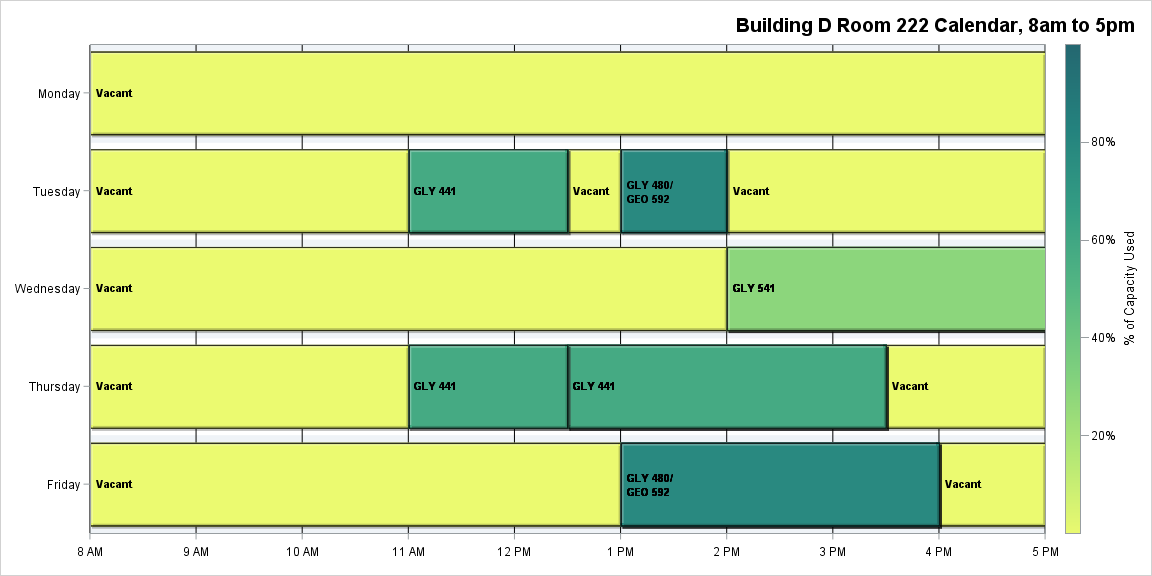 Building D Room 222 Calendar, 8am to 5pm
Monday
Vacant
Tuesday
Vacant
GLY 441
Vacant
GLY 480/
GEO 592
Vacant
Wednesday
Vacant
GLY 541
Thursday
Vacant
GLY 441
GLY 441
Vacant
Friday
Vacant
GLY 480/
GEO 592
Vacant
8 AM
9 AM
10 AM
11 AM
12 PM
1 PM
2 PM
3 PM
4 PM
5 PM
80%
60%
40%
20%
% of Capacity Used